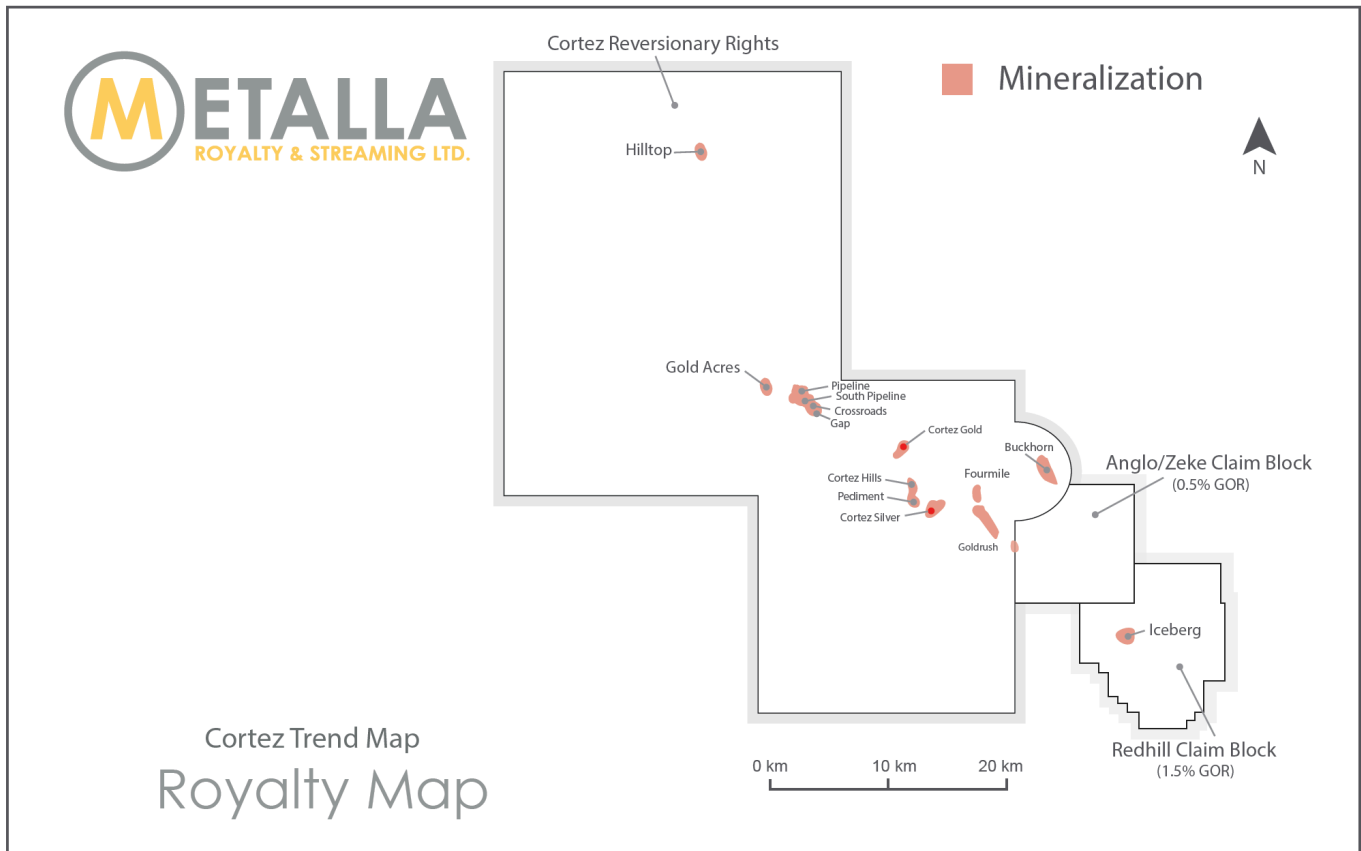 METALLA
ROYALTY & STREAMING LTD.
Cortez Reversionary Rights
Mineralization
N
Hilltop
Gold Acres
Pipeline
South Pipeline
Crossroads
Gap
Cortez Gold
Buckhorn
Cortez Hills
Fourmile
Pediment
Cortez Silver
Goldrush
Anglo/Zeke Claim Block
(0.5% GOR)
Iceberg
Redhill Claim Block
(1.5% GOR)
Cortez Trend Map
Royalty Map
0 km 10 km 20 km